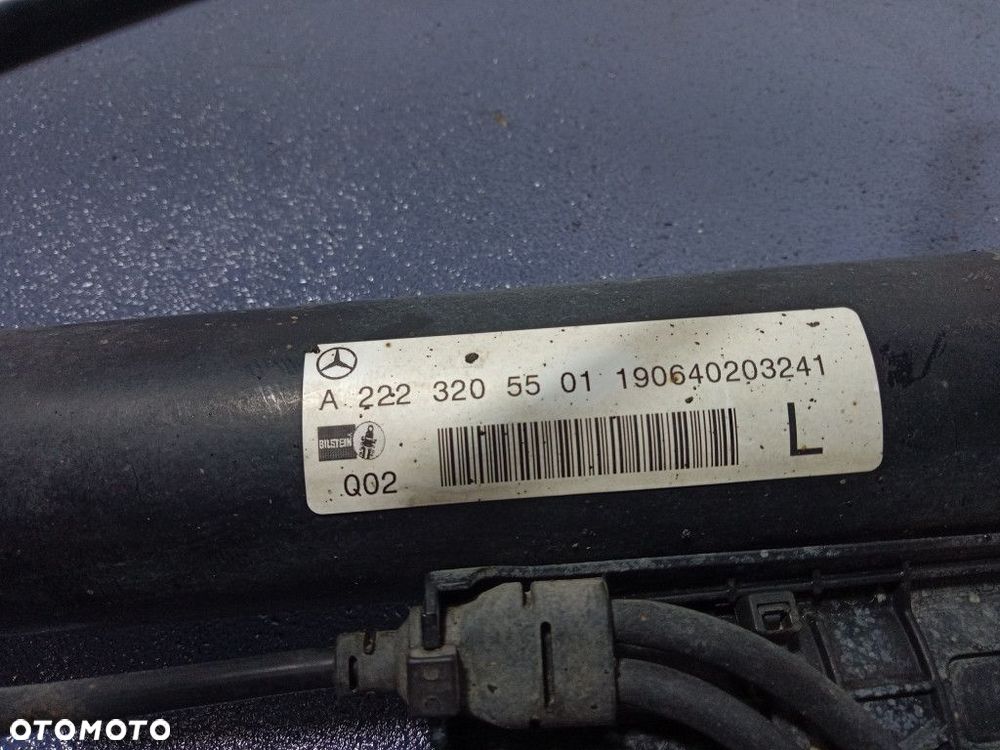 A 222 320 55 01 190640203241
BILSTEIN
L
Q02
OTOMOTO